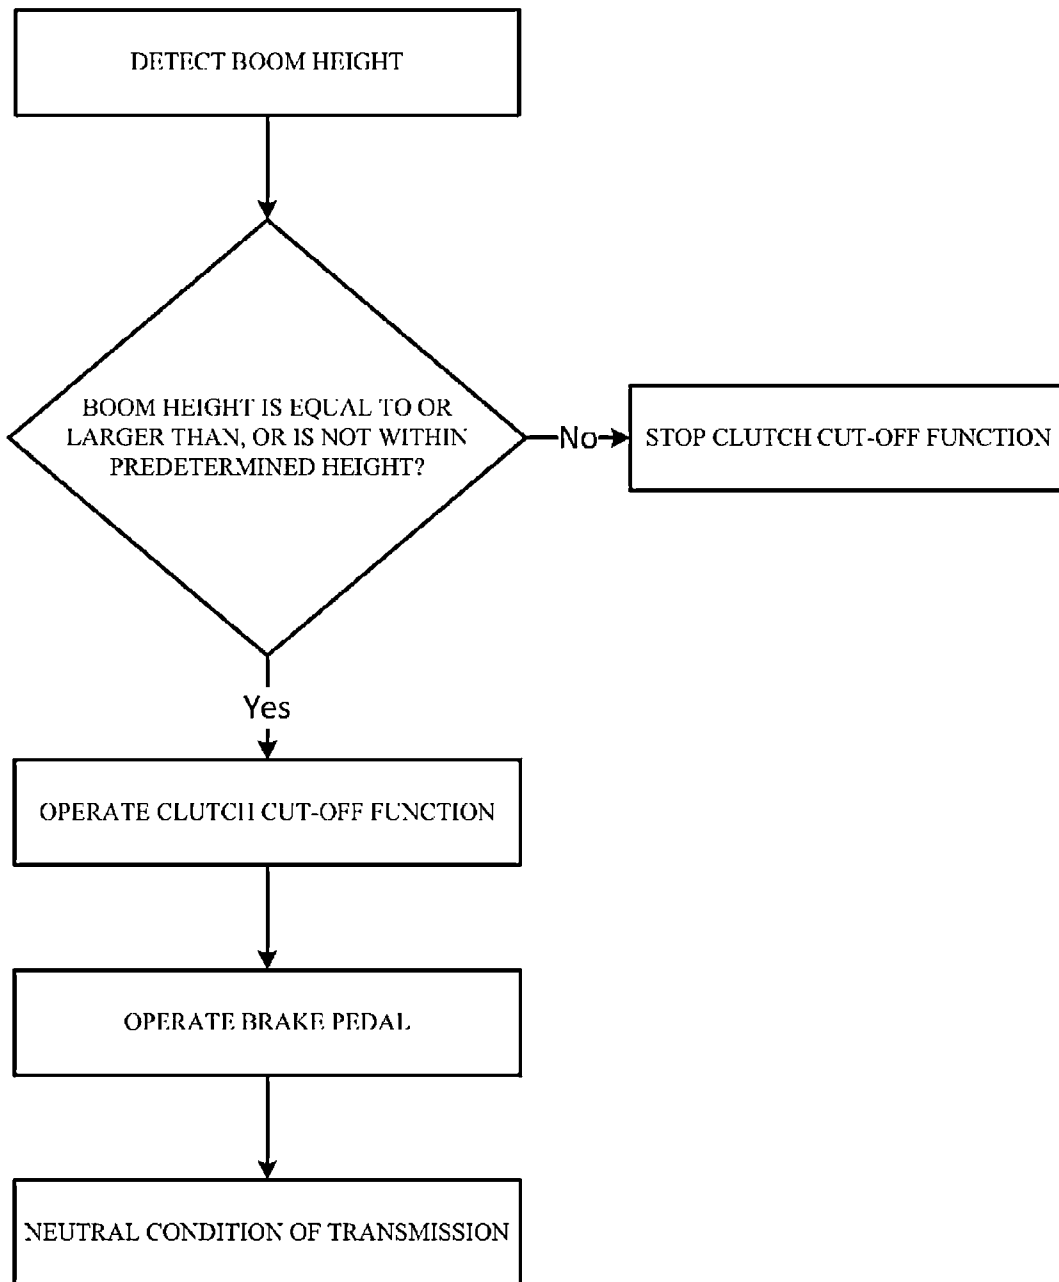 DETECT BOOM HEIGHT
BOOM HEIGHT IS EQUAL TO OR
LARGER THAN, OR IS NOT WITHIN
PREDETERMINED HEIGHT?
No
STOP CLUTCH CUT-OFF FUNCTION
Yes
OPERATE CLUTCH CUT-OFF FUNCTION
OPERATE BRAKE PEDAL
NEUTRAL CONDITION OF TRANSMISSION